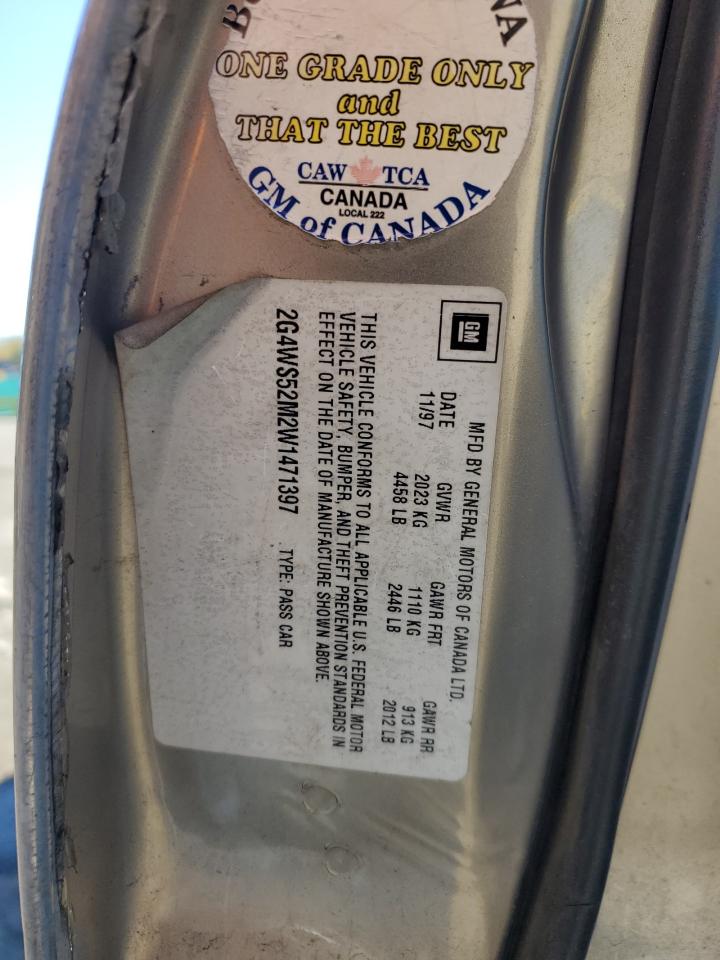 ONE GRADE ONLY
and
THAT THE BEST
CAW TCA
CANADA
LOCAL 222
GM of CANADA
GM
MFD BY GENERAL MOTORS OF CANADA LTD.
DATE GVWR GAWR FRT GAWR RR
11/97 2023 KG 1110 KG 913 KG
4458 LB 2446 LB 2012 LB
THIS VEHICLE CONFORMS TO ALL APPLICABLE U.S. FEDERAL MOTOR
VEHICLE SAFETY, BUMPER, AND THEFT PREVENTION STANDARDS IN
EFFECT ON THE DATE OF MANUFACTURE SHOWN ABOVE.
2G4WS52M2W1471397 TYPE: PASS CAR